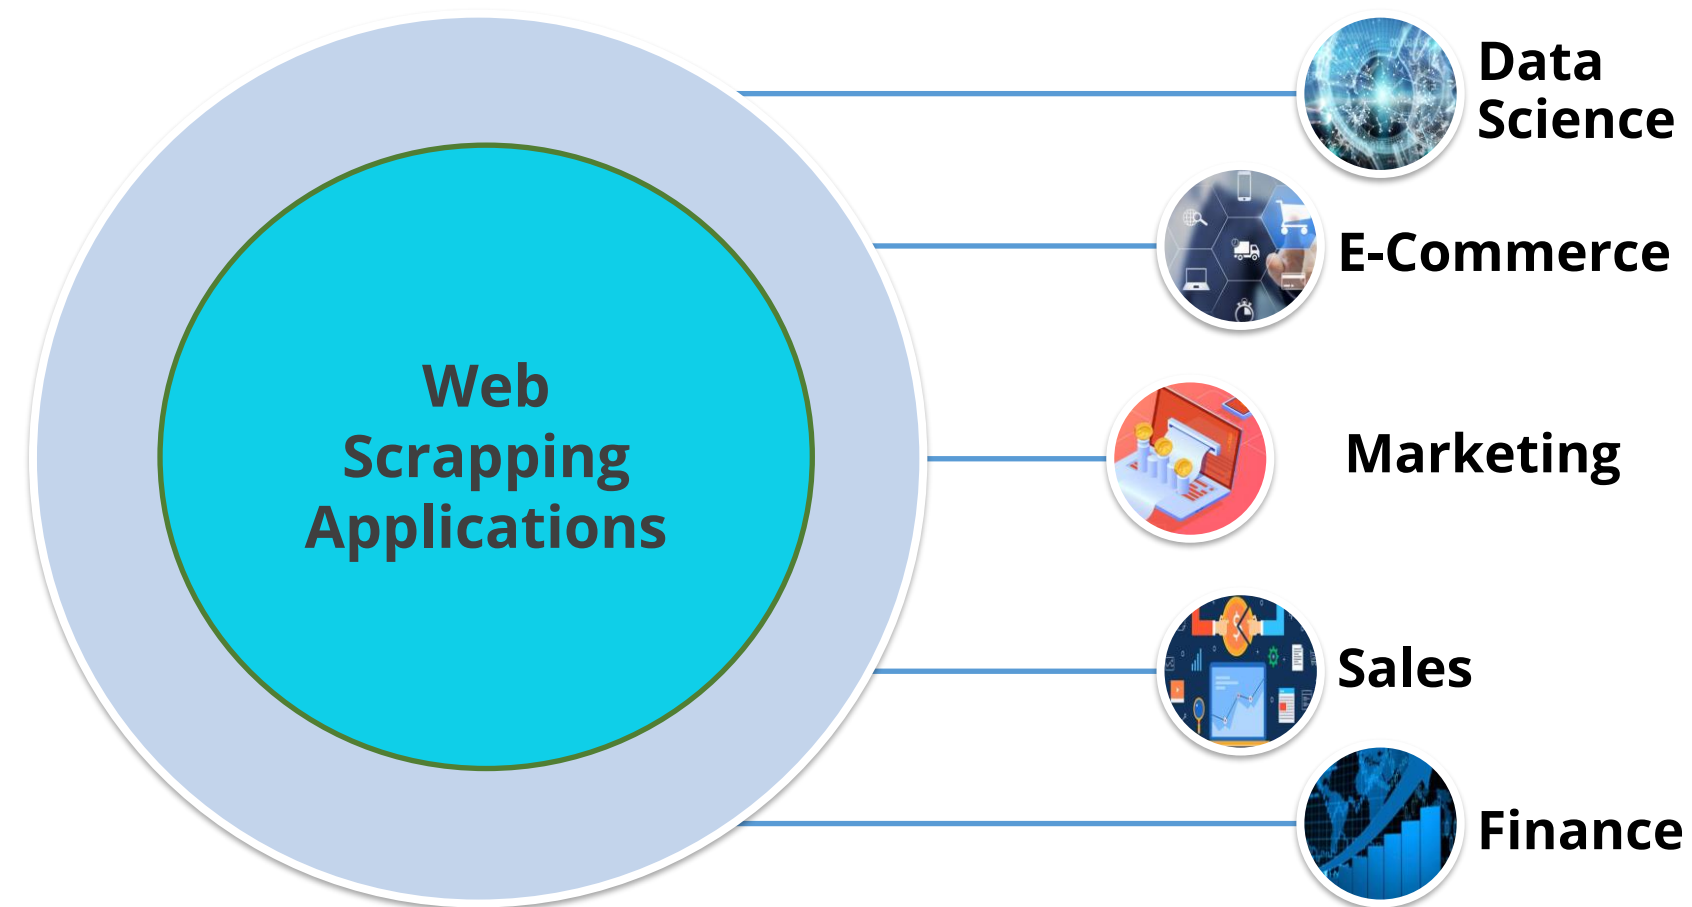 Web
Scrapping
Applications
Data
Science
E-Commerce
Marketing
Sales
Finance